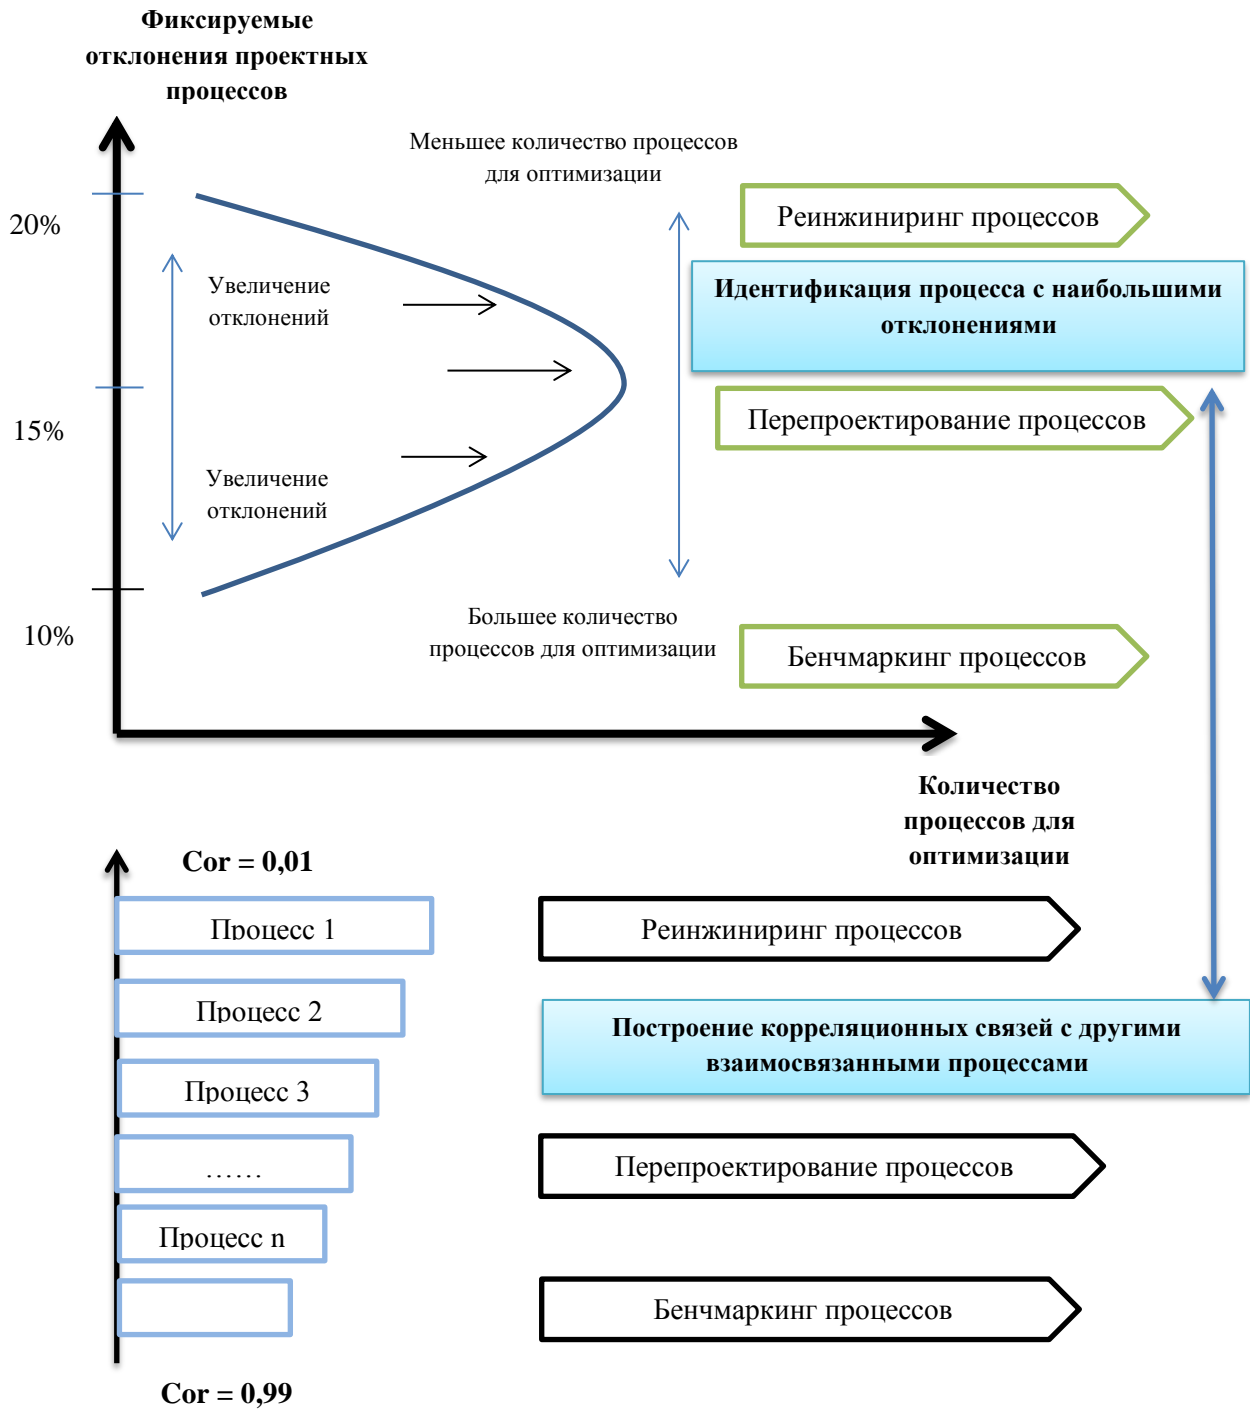 Фиксируемые
отклонения проектных
процессов
Меньшее количество процессов
для оптимизации
Реинжиниринг процессов
20%
Увеличение
отклонений
Идентификация процесса с наибольшими
отклонениями
Перепроектирование процессов
15%
Увеличение
отклонений
Большее количество
процессов для оптимизации
10%
Бенчмаркинг процессов
Количество
процессов для
оптимизации
Cor = 0,01
Процесс 1
Реинжиниринг процессов
Процесс 2
Построение корреляционных связей с другими
взаимосвязанными процессами
Процесс 3
……
Перепроектирование процессов
Процесс n
Бенчмаркинг процессов
Cor = 0,99